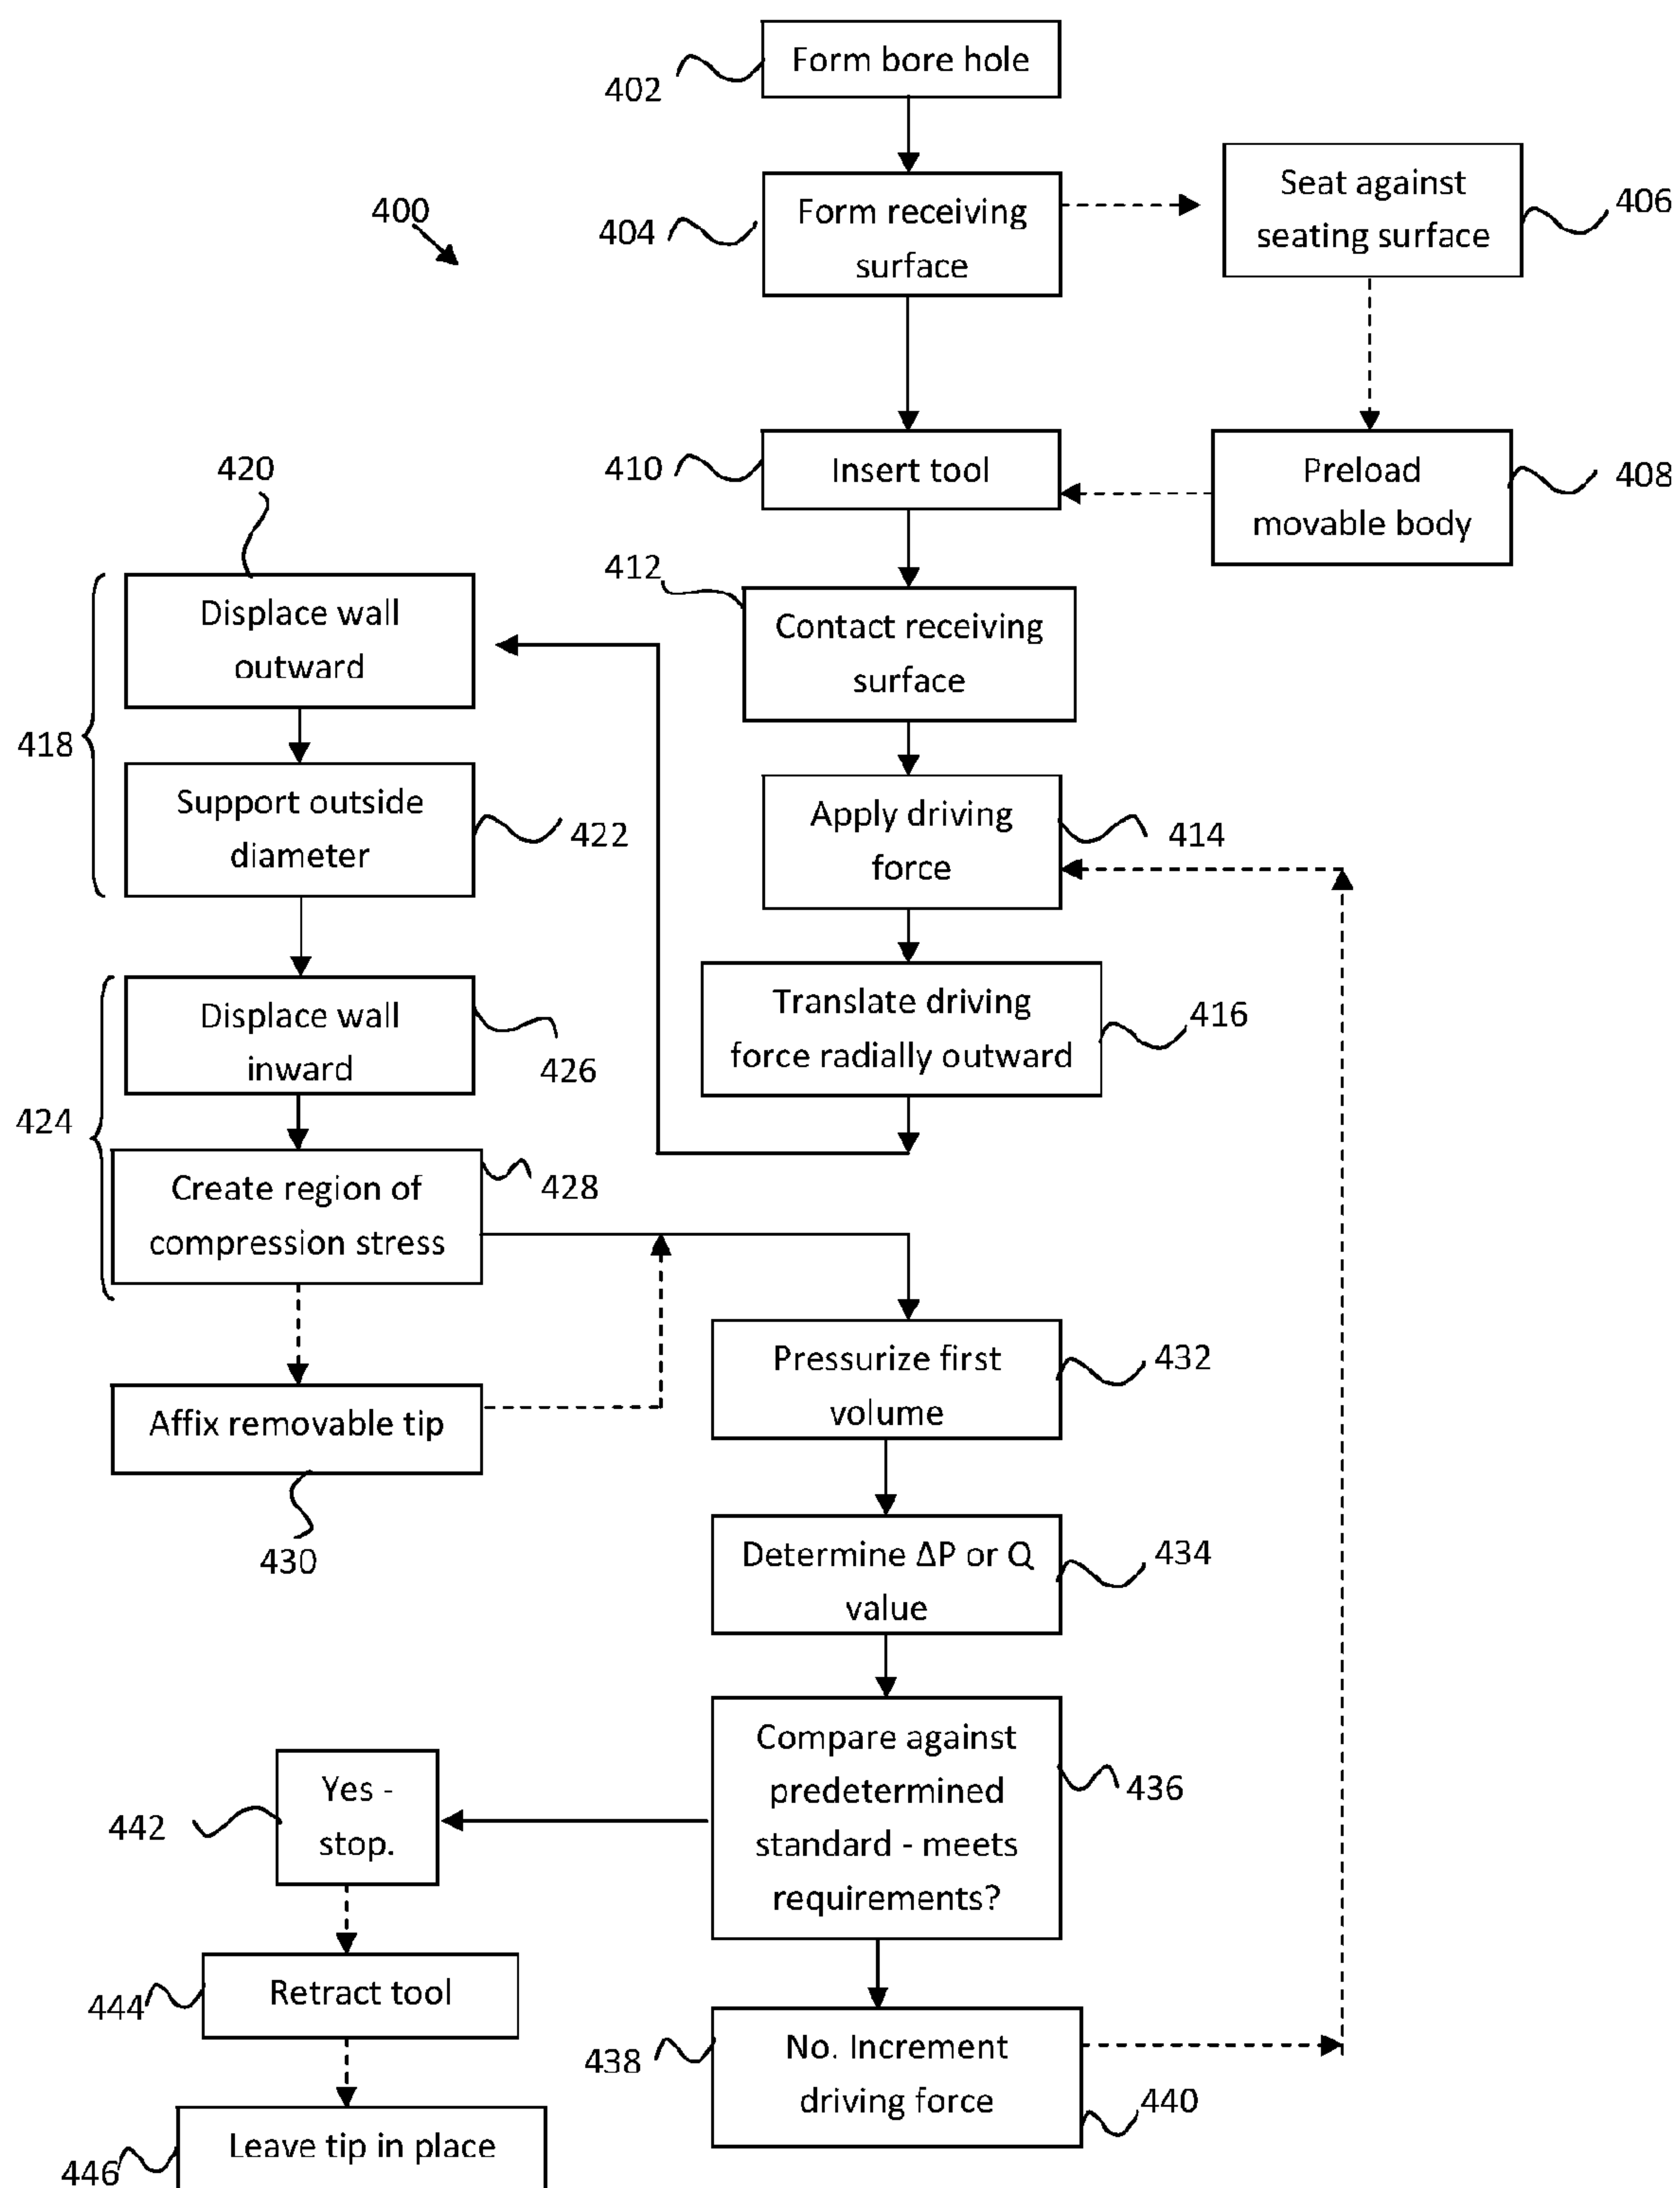 Form bore hole
402
Seat against
seating surface
406
400
Form receiving
surface
404
Insert tool
410
Preload
movable body
408
420
412
Displace wall
outward
Contact receiving
surface
418
Support outside
diameter
422
Apply driving
force
414
Displace wall
inward
426
Translate driving
force radially outward
416
424
Create region of
compression stress
428
Pressurize first
volume
432
Affix removable tip
430
Determine ΔP or Q
value
434
Compare against
predetermined
standard - meets
requirements?
436
Yes -
stop.
442
Retract tool
444
No. Increment
driving force
438
440
Leave tip in place
446